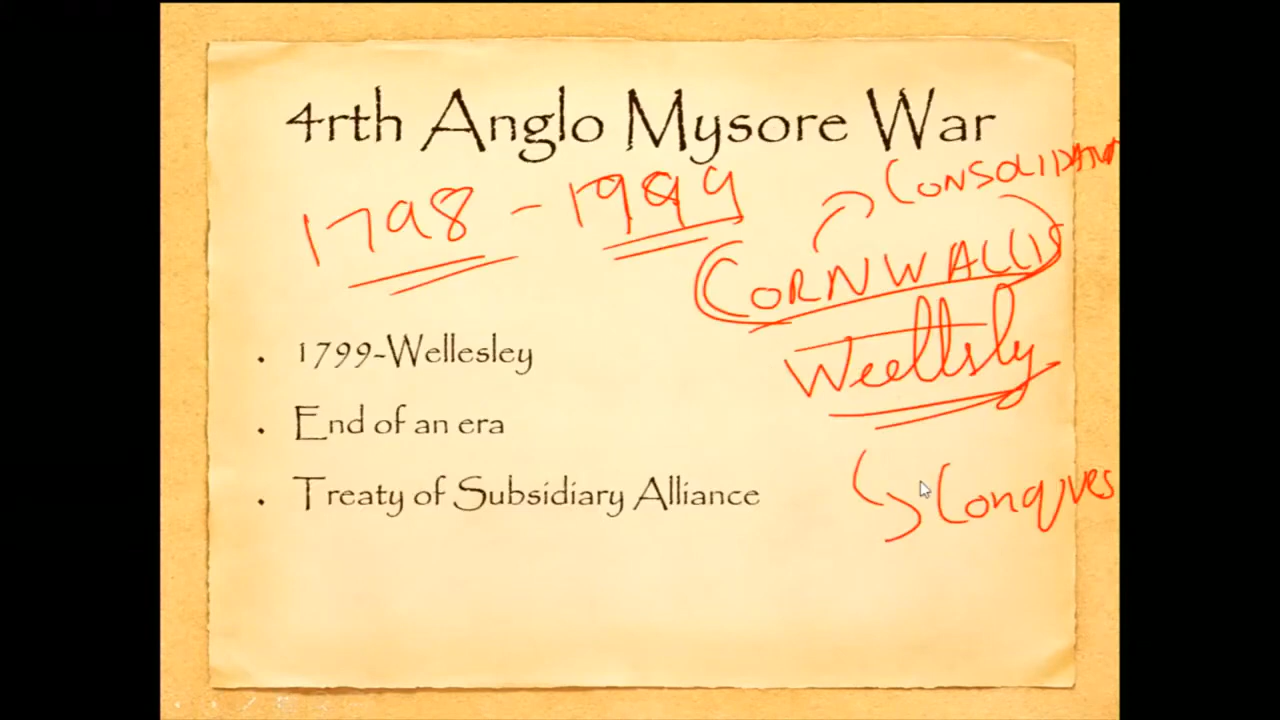 4rth Anglo Mysore War
1798 - 1999
CONSOLIDATI
CORNWALLIS
Weellsly
. 1799-Wellesley
. End of an era
. Treaty of Subsidiary Alliance
Conques